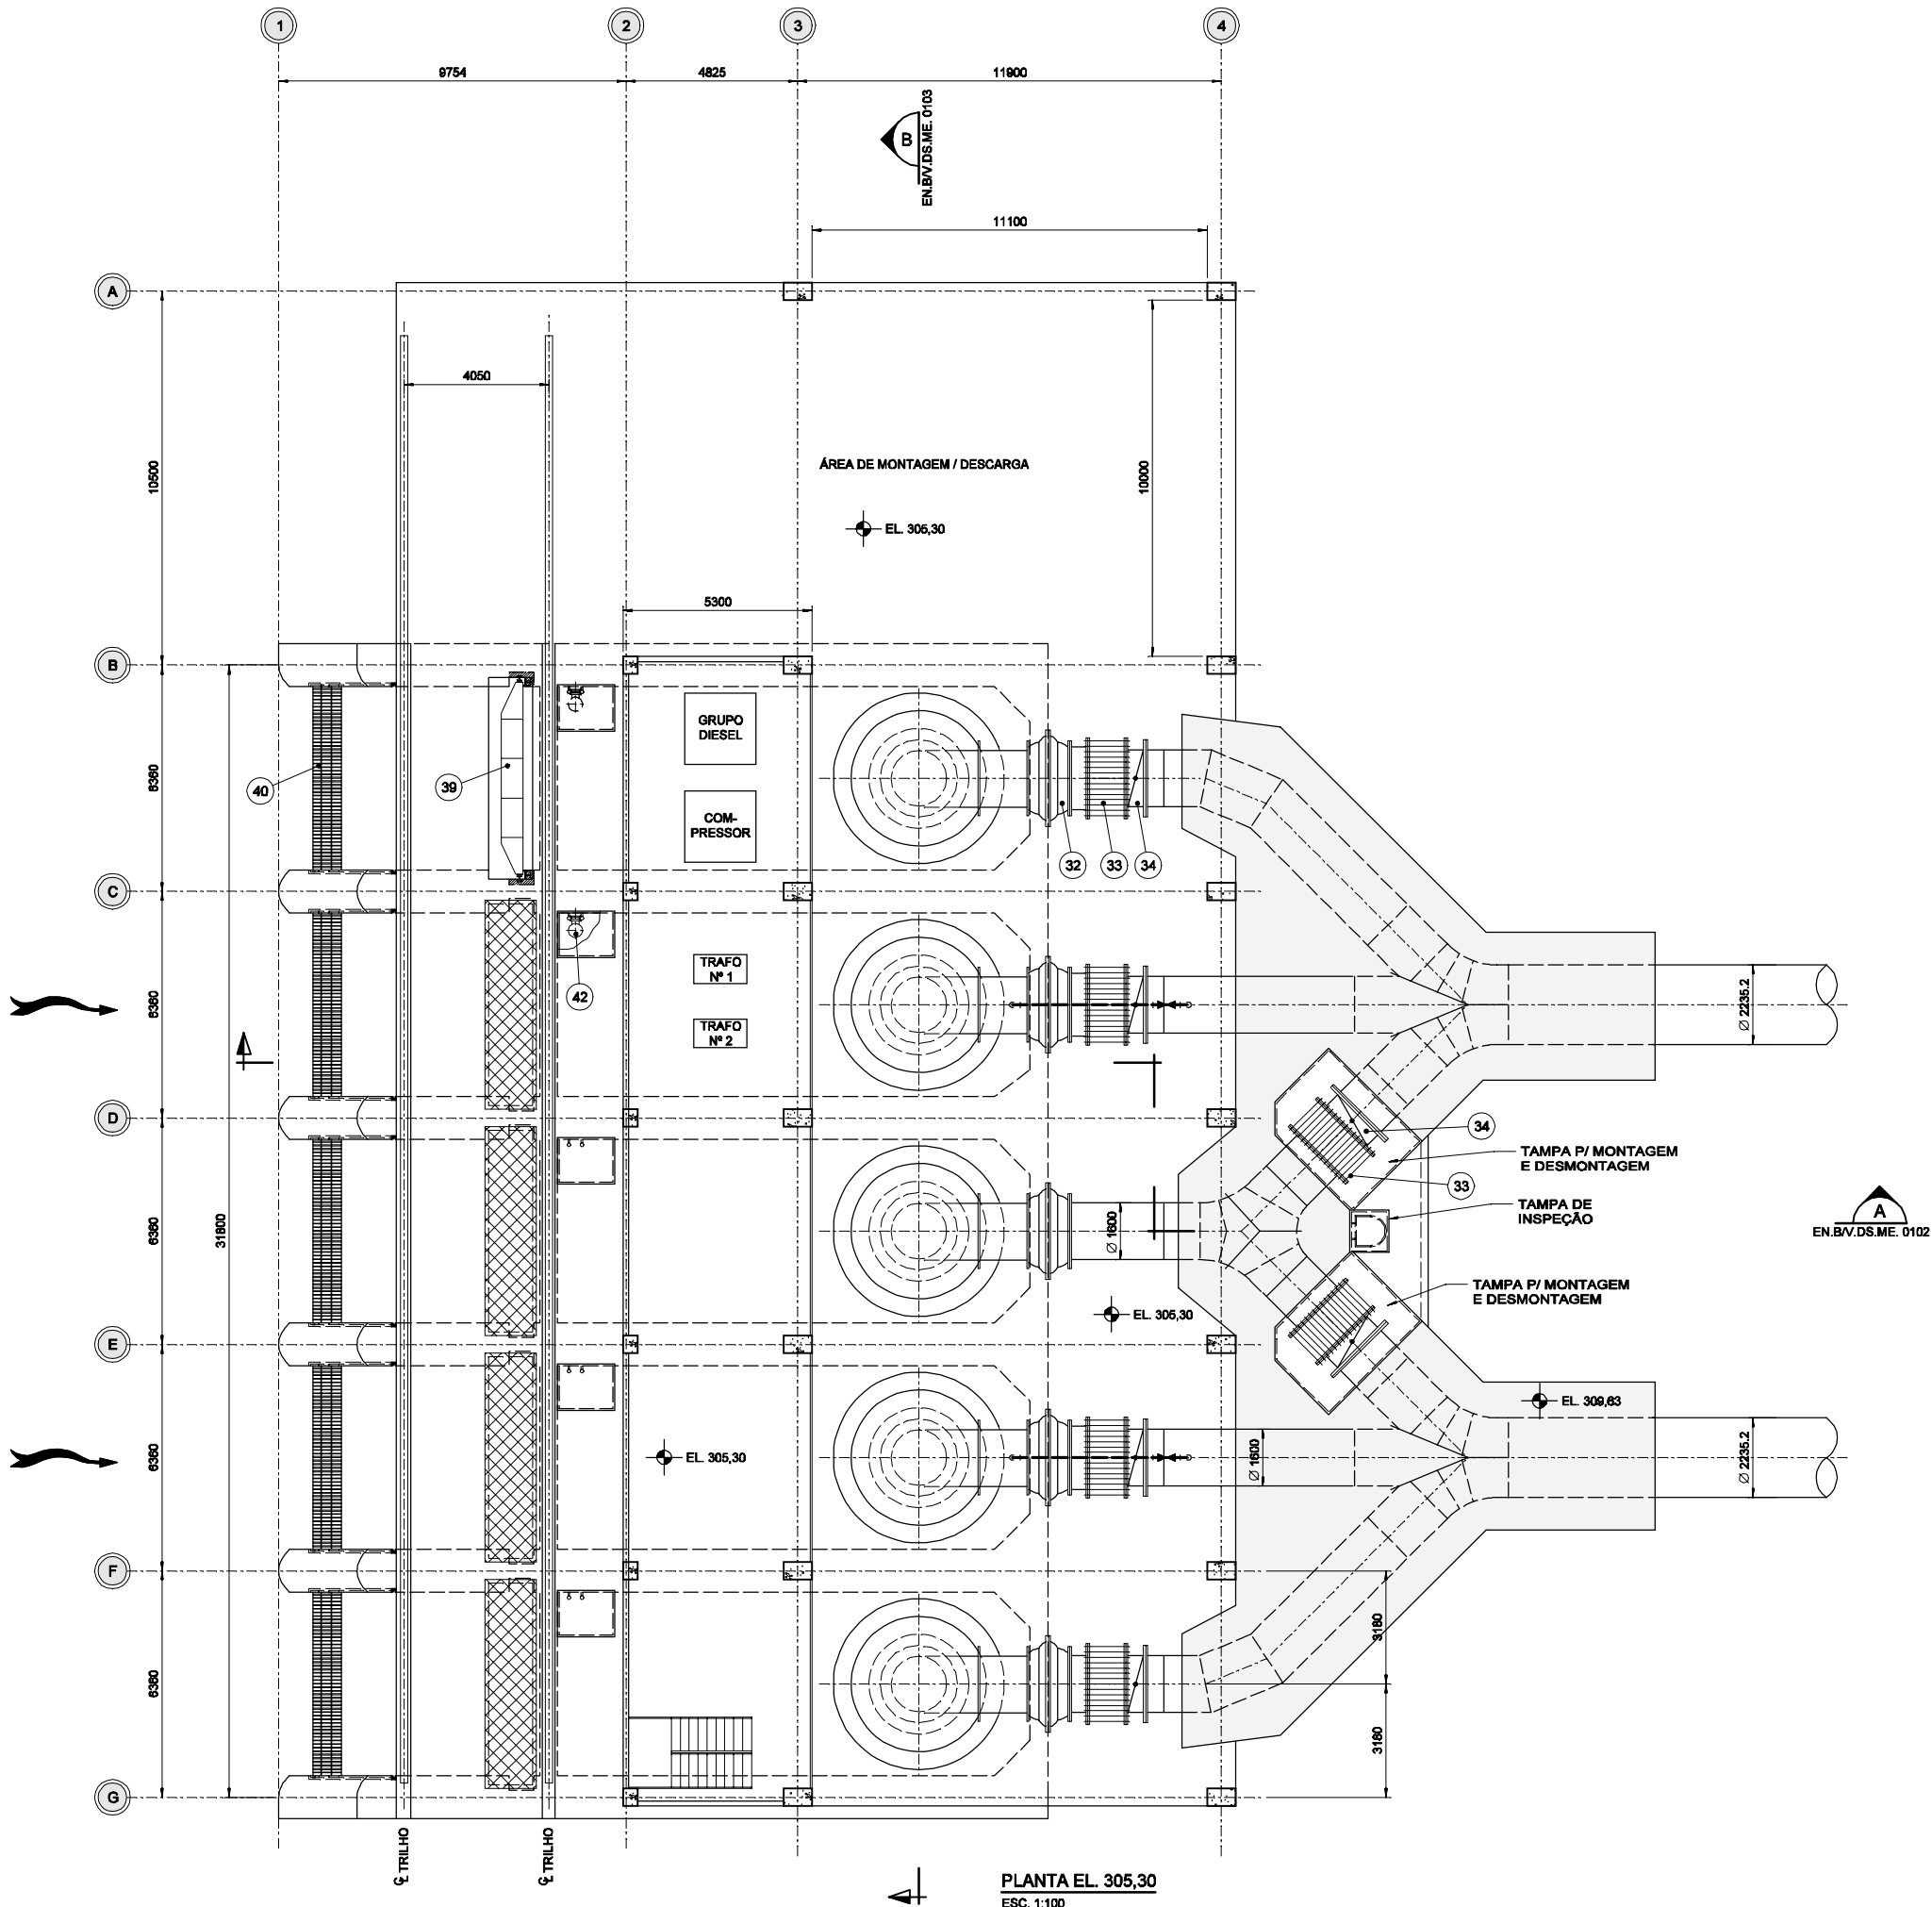 1
2
3
4
9754
4825
11900
B
EN.B/V.DS.ME. 0103
11100
A
4050
10500
ÁREA DE MONTAGEM / DESCARGA
10000
EL. 305,30
5300
B
GRUPO
DIESEL
40
6360
39
COM-
PRESSOR
32
33
34
C
TRAFO
Nº 1
42
6360
TRAFO
Nº 2
Ø 2235.2
D
34
TAMPA P/ MONTAGEM
E DESMONTAGEM
33
TAMPA DE
INSPEÇÃO
A
EN.B/V.DS.ME. 0102
6360
31800
Ø 1600
TAMPA P/ MONTAGEM
E DESMONTAGEM
EL. 305,30
E
EL. 309,63
6360
EL. 305,30
Ø 1600
Ø 2235.2
F
3180
6360
3180
G
℄ TRILHO
℄ TRILHO
PLANTA EL. 305,30
ESC. 1:100